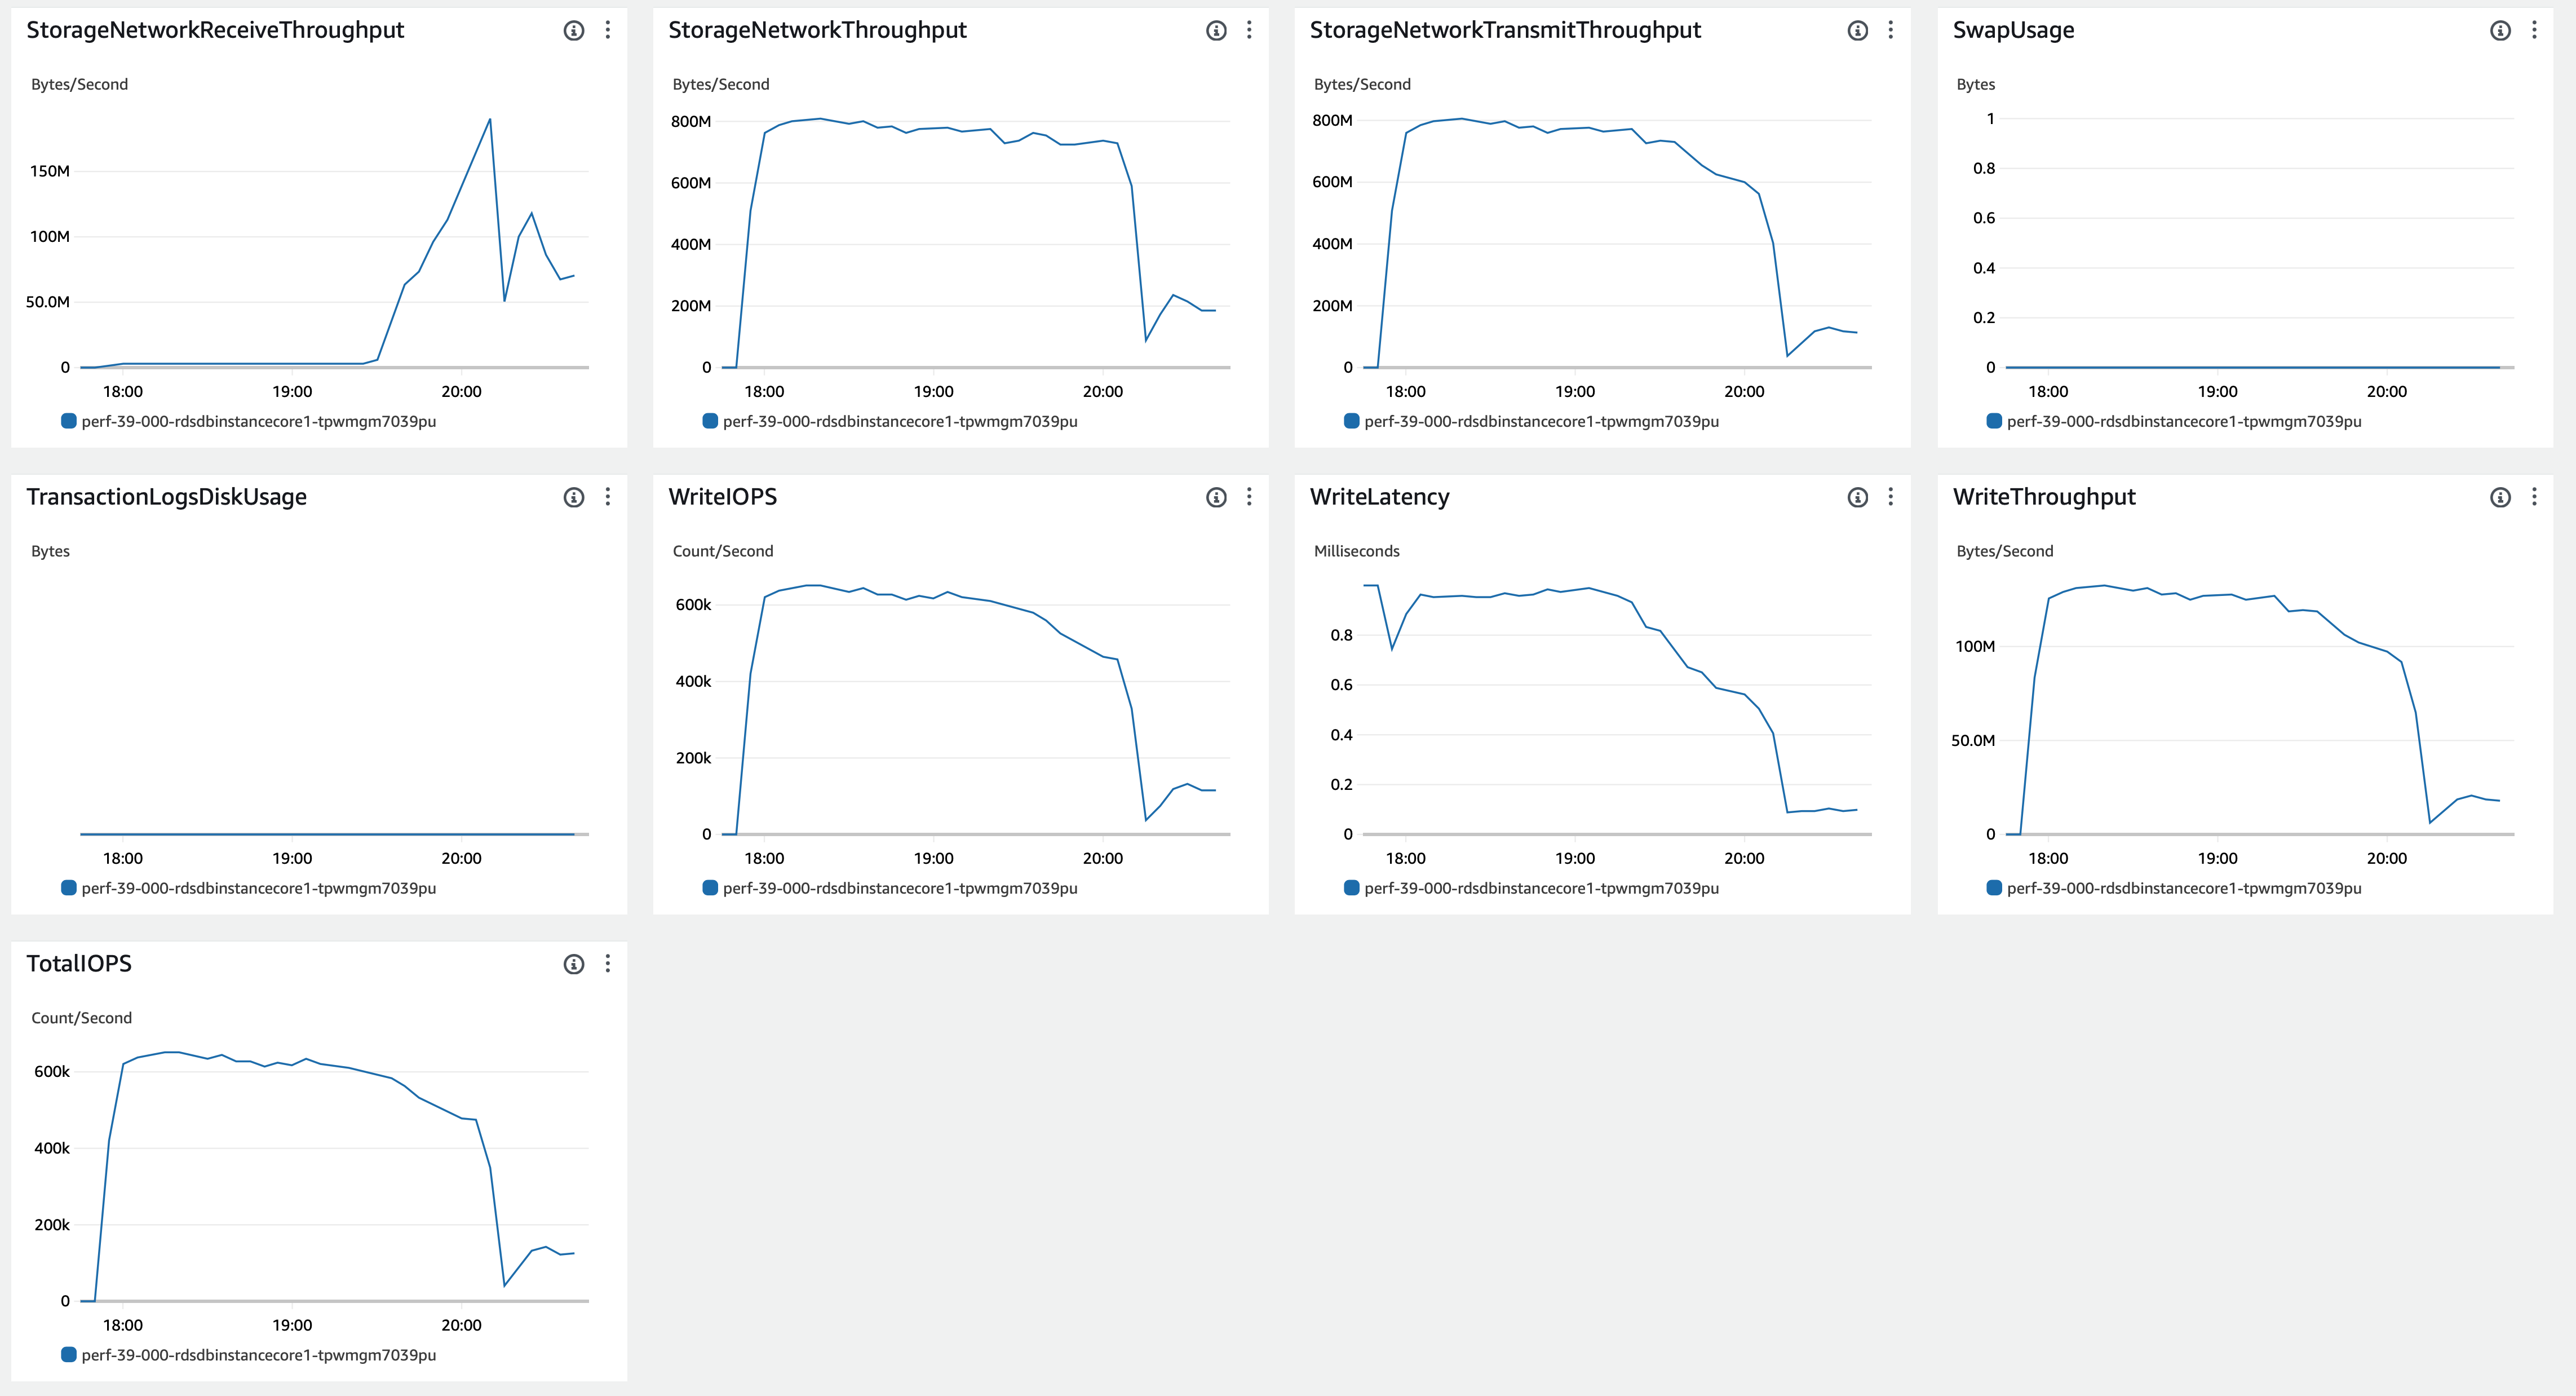 StorageNetworkReceiveThroughput
Bytes/Second
150M
100M
50.0M
0
18:00 19:00 20:00
perf-39-000-rdsdbinstancecore1-tpwmgm7039pu
StorageNetworkThroughput
Bytes/Second
800M
600M
400M
200M
0
18:00 19:00 20:00
perf-39-000-rdsdbinstancecore1-tpwmgm7039pu
StorageNetworkTransmitThroughput
Bytes/Second
800M
600M
400M
200M
0
18:00 19:00 20:00
perf-39-000-rdsdbinstancecore1-tpwmgm7039pu
SwapUsage
Bytes
1
0.8
0.6
0.4
0.2
0
18:00 19:00 20:00
perf-39-000-rdsdbinstancecore1-tpwmgm7039pu
TransactionLogsDiskUsage
Bytes
18:00 19:00 20:00
perf-39-000-rdsdbinstancecore1-tpwmgm7039pu
WriteIOPS
Count/Second
600k
400k
200k
0
18:00 19:00 20:00
perf-39-000-rdsdbinstancecore1-tpwmgm7039pu
WriteLatency
Milliseconds
0.8
0.6
0.4
0.2
0
18:00 19:00 20:00
perf-39-000-rdsdbinstancecore1-tpwmgm7039pu
WriteThroughput
Bytes/Second
100M
50.0M
0
18:00 19:00 20:00
perf-39-000-rdsdbinstancecore1-tpwmgm7039pu
TotalIOPS
Count/Second
600k
400k
200k
0
18:00 19:00 20:00
perf-39-000-rdsdbinstancecore1-tpwmgm7039pu